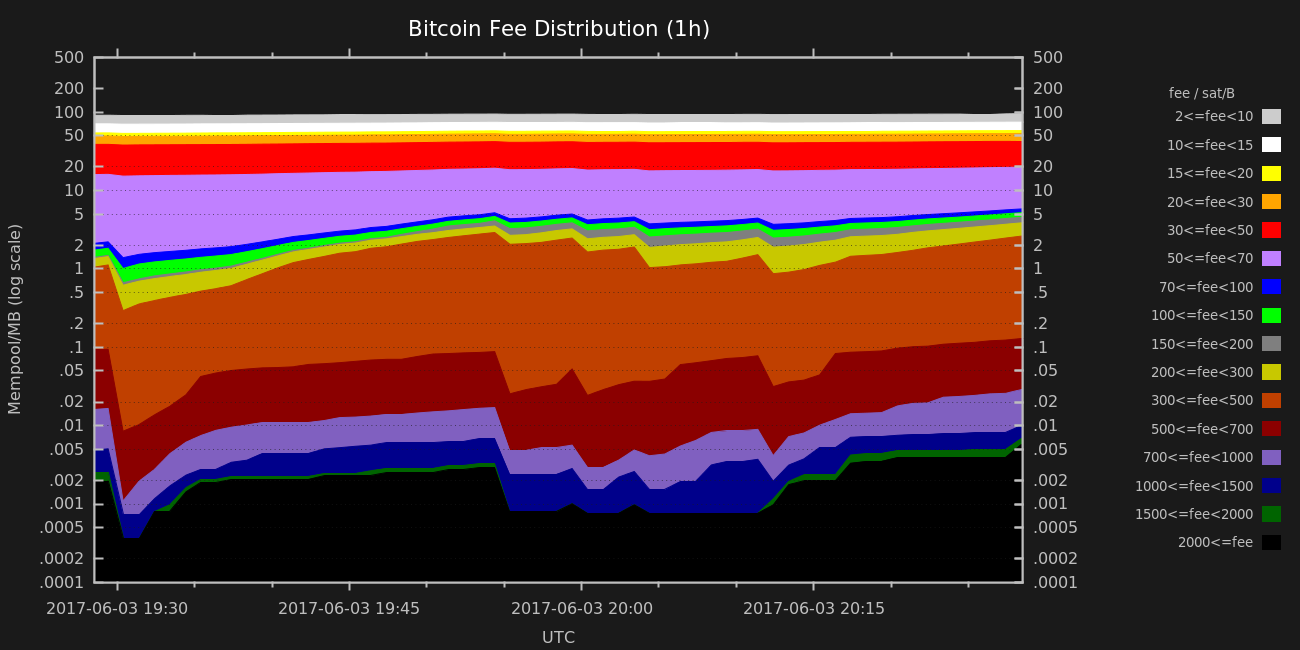 Bitcoin Fee Distribution (1h)
500
200
100
50
20
10
5
2
1
.5
.2
.1
.05
.02
.01
.005
.002
.001
.0005
.0002
.0001
Mempool/MB (log scale)
500
200
100
50
20
10
5
2
1
.5
.2
.1
.05
.02
.01
.005
.002
.001
.0005
.0002
.0001
2017-06-03 19:30
2017-06-03 19:45
2017-06-03 20:00
2017-06-03 20:15
UTC
fee / sat/B
2<=fee<10
10<=fee<15
15<=fee<20
20<=fee<30
30<=fee<50
50<=fee<70
70<=fee<100
100<=fee<150
150<=fee<200
200<=fee<300
300<=fee<500
500<=fee<700
700<=fee<1000
1000<=fee<1500
1500<=fee<2000
2000<=fee